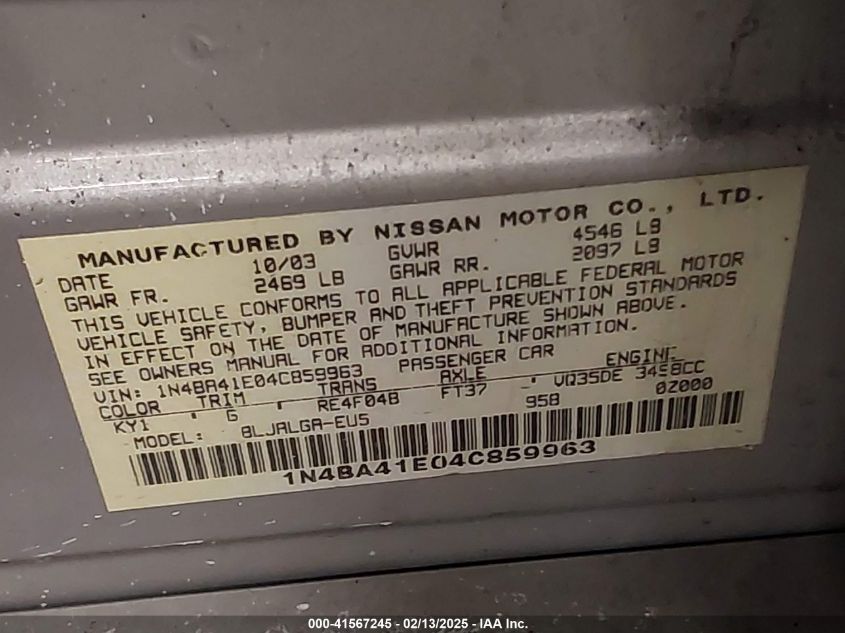 MANUFACTURED BY NISSAN MOTOR CO., LTD.
DATE 10/03 GVWR 4546 LB
GAWR FR. 2469 LB GAWR RR. 2097 LB
THIS VEHICLE CONFORMS TO ALL APPLICABLE FEDERAL MOTOR
VEHICLE SAFETY, BUMPER AND THEFT PREVENTION STANDARDS
IN EFFECT ON THE DATE OF MANUFACTURE SHOWN ABOVE.
SEE OWNERS MANUAL FOR ADDITIONAL INFORMATION.
VIN: 1N4BA41E04C859963 PASSENGER CAR
COLOR TRIM TRANS AXLE ENGINE
KY1 G RE4F04B FT37 VQ35DE 3498CC
MODEL: BLJALGA-EUS 958 02000
1N4BA41E04C859963
000-41567245 - 02/13/2025 - IAA Inc.